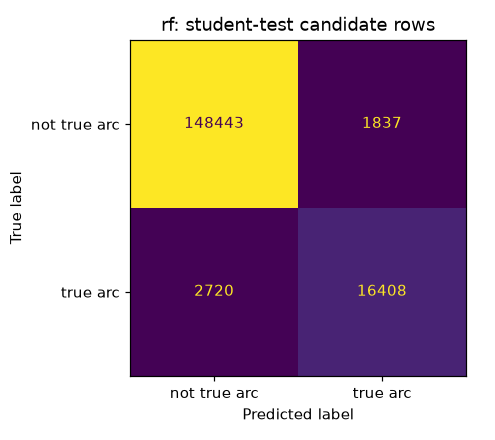 rf: student-test candidate rows
True label
not true arc
148443
1837
true arc
2720
16408
not true arc
true arc
Predicted label